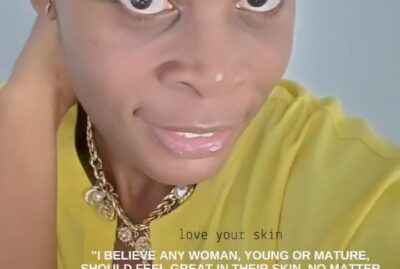 love your skin
"I BELIEVE ANY WOMAN, YOUNG OR MATURE,
SHOULD FEEL GREAT IN THEIR SKIN, NO MATTER